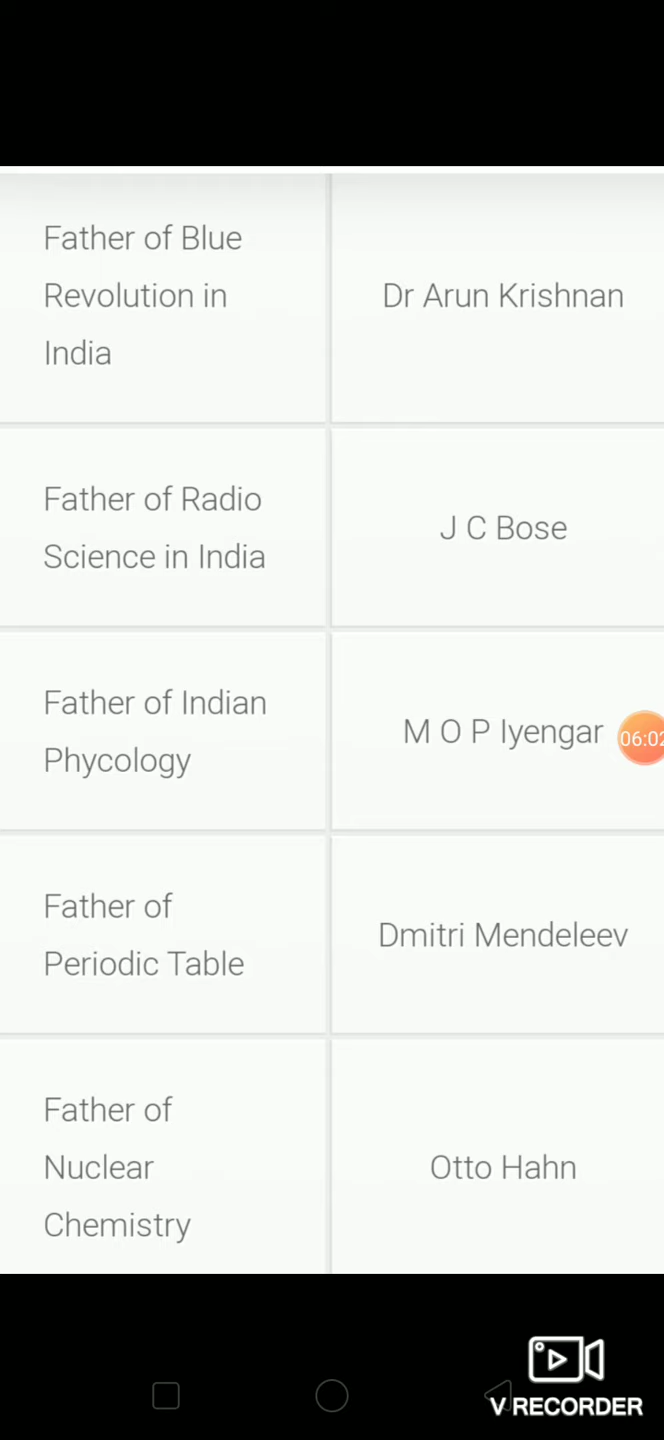 Father of Blue
Revolution in
India
Dr Arun Krishnan
Father of Radio
Science in India
J C Bose
Father of Indian
Phycology
M O P Iyengar
06:02
Father of
Periodic Table
Dmitri Mendeleev
Father of
Nuclear
Chemistry
Otto Hahn
V RECORDER